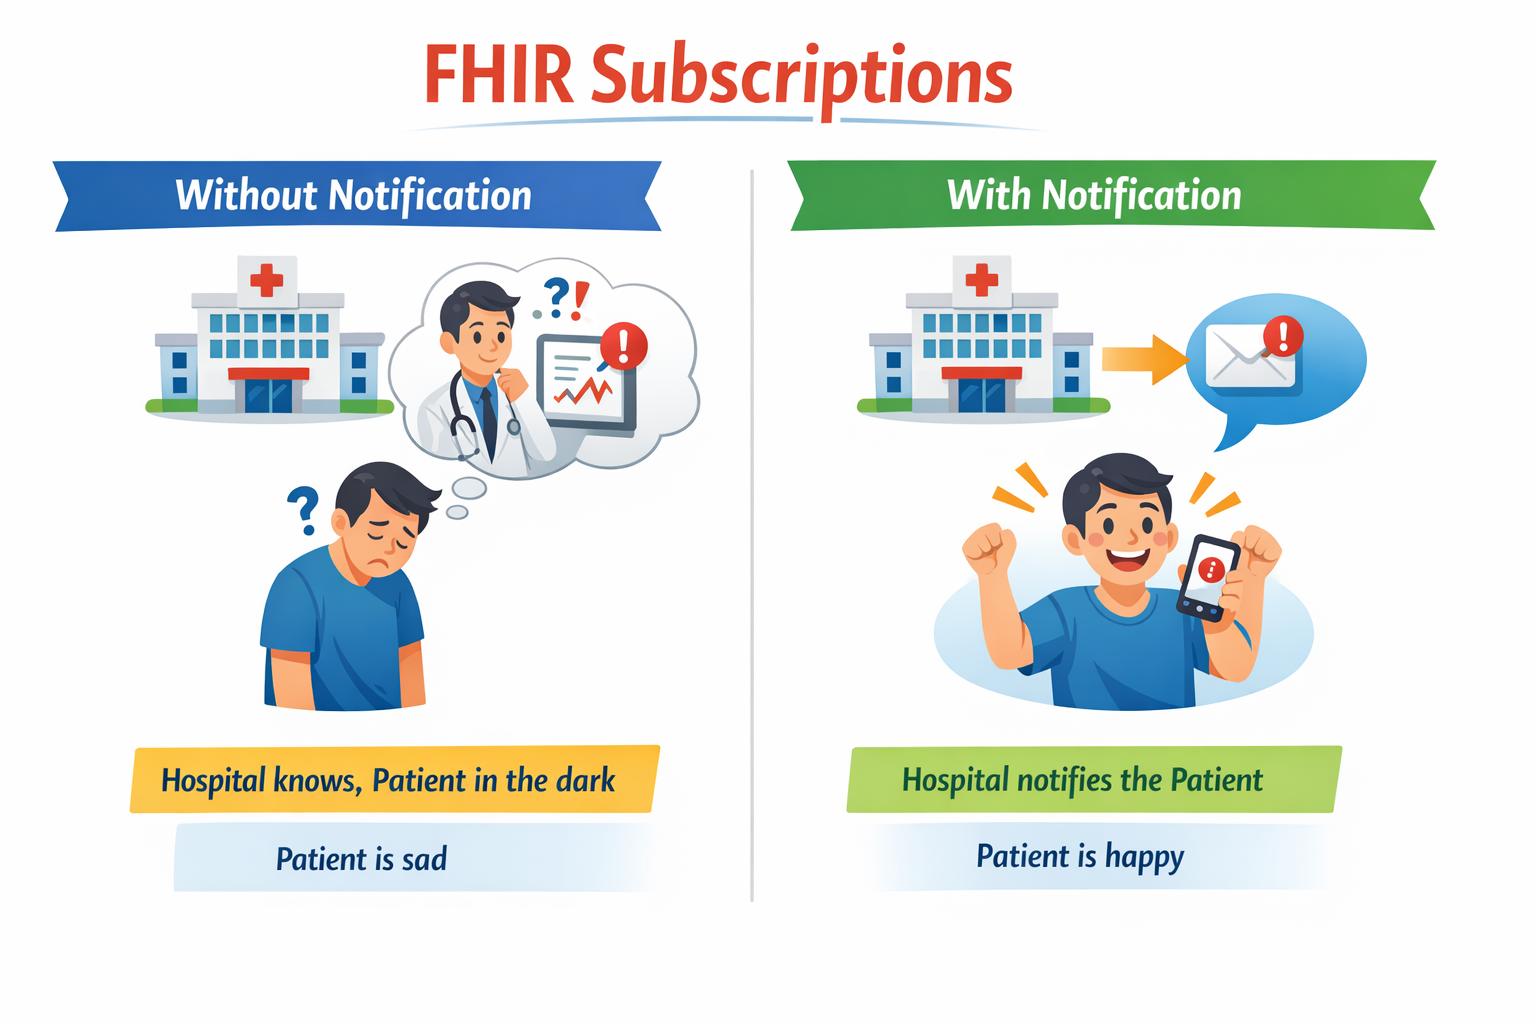 FHIR Subscriptions
Without Notification
?!
?
Hospital knows, Patient in the dark
Patient is sad
With Notification
!
Hospital notifies the Patient
Patient is happy